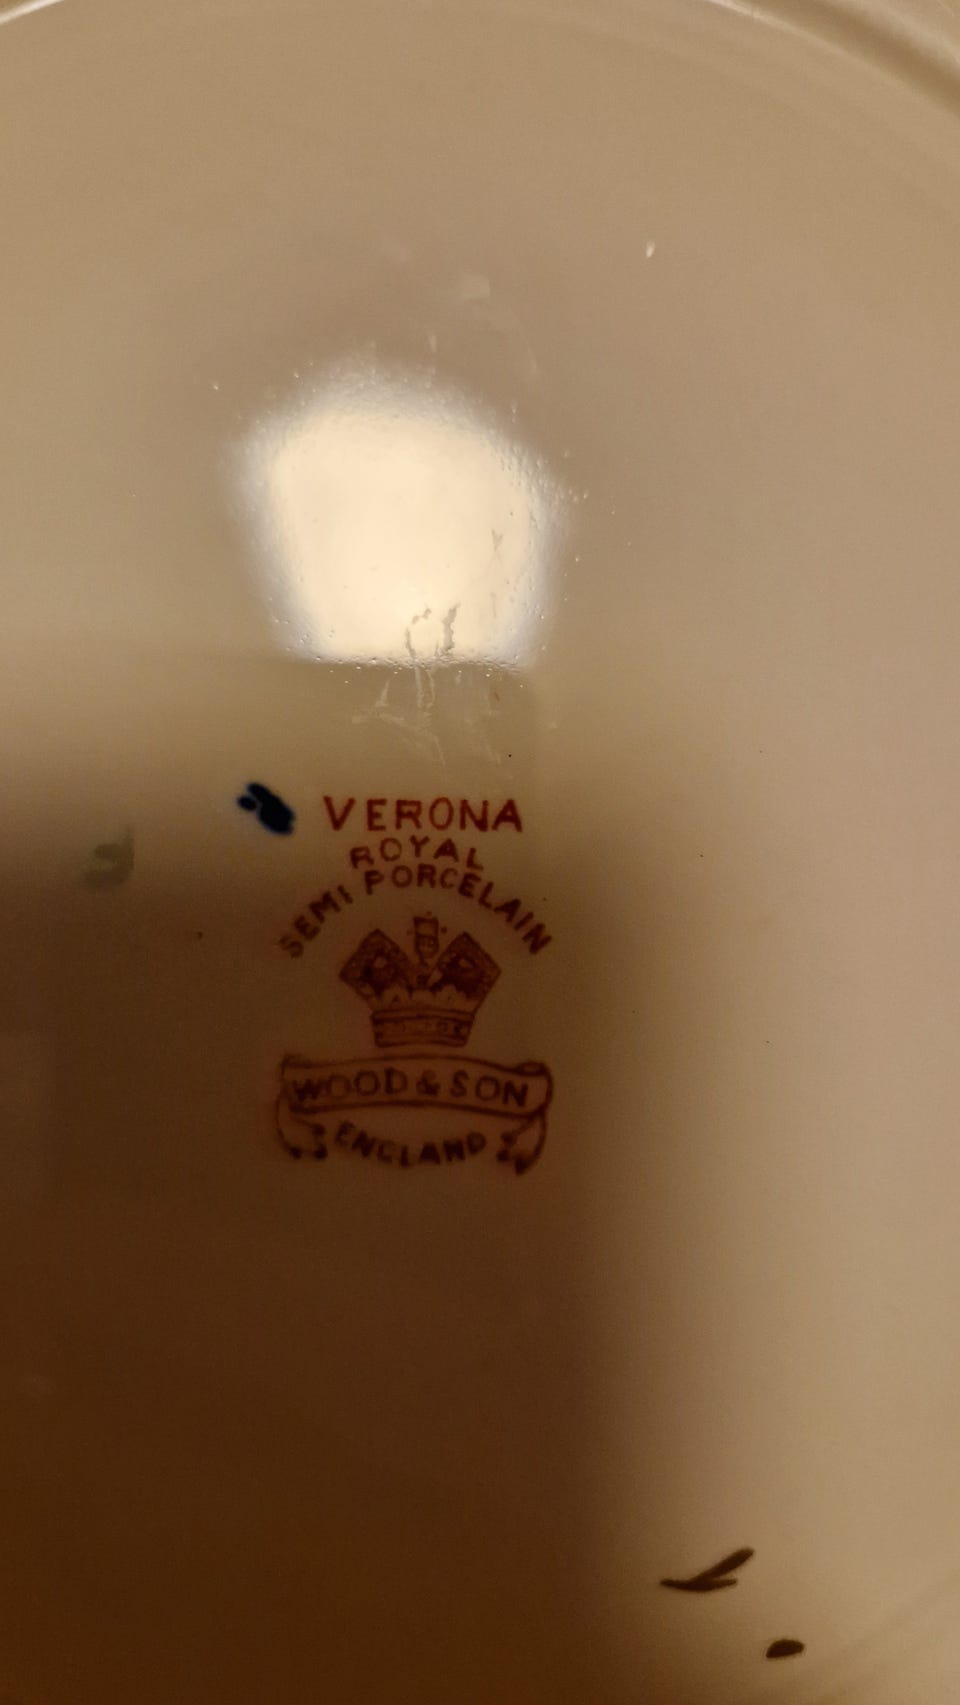 VERONA
ROYAL
SEMI PORCELAIN
WOOD & SON
ENGLAND